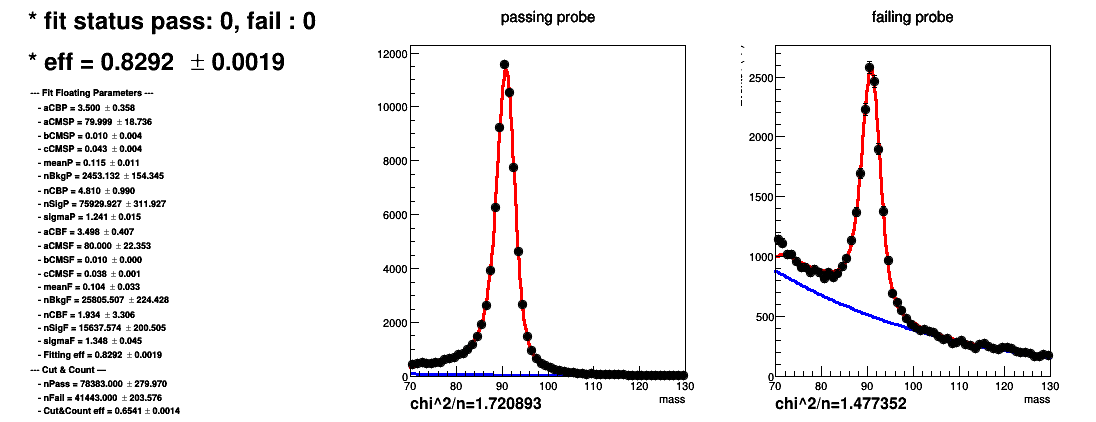 * fit status pass: 0, fail : 0
* eff = 0.8292 ± 0.0019
--- Fit Floating Parameters ---
- aCBP = 3.500 ± 0.358
- aCMSP = 79.999 ± 18.736
- bCMSP = 0.010 ± 0.004
- cCMSP = 0.043 ± 0.004
- meanP = 0.115 ± 0.011
- nBkgP = 2453.132 ± 154.345
- nCBP = 4.810 ± 0.990
- nSigP = 75929.927 ± 311.927
- sigmaP = 1.241 ± 0.015
- aCBF = 3.498 ± 0.407
- aCMSF = 80.000 ± 22.353
- bCMSF = 0.010 ± 0.000
- cCMSF = 0.038 ± 0.001
- meanF = 0.104 ± 0.033
- nBkgF = 25805.507 ± 224.428
- nCBF = 1.934 ± 3.306
- nSigF = 15637.574 ± 200.505
- sigmaF = 1.348 ± 0.045
- Fitting eff = 0.8292 ± 0.0019
--- Cut & Count ---
- nPass = 78383.000 ± 279.970
- nFail = 41443.000 ± 203.576
- Cut&Count eff = 0.6541 ± 0.0014
passing probe
12000
10000
8000
6000
4000
2000
0
70 80 90 100 110 120 130
mass
chi^2/n=1.720893
failing probe
2500
2000
1500
1000
500
0
70 80 90 100 110 120 130
mass
chi^2/n=1.477352